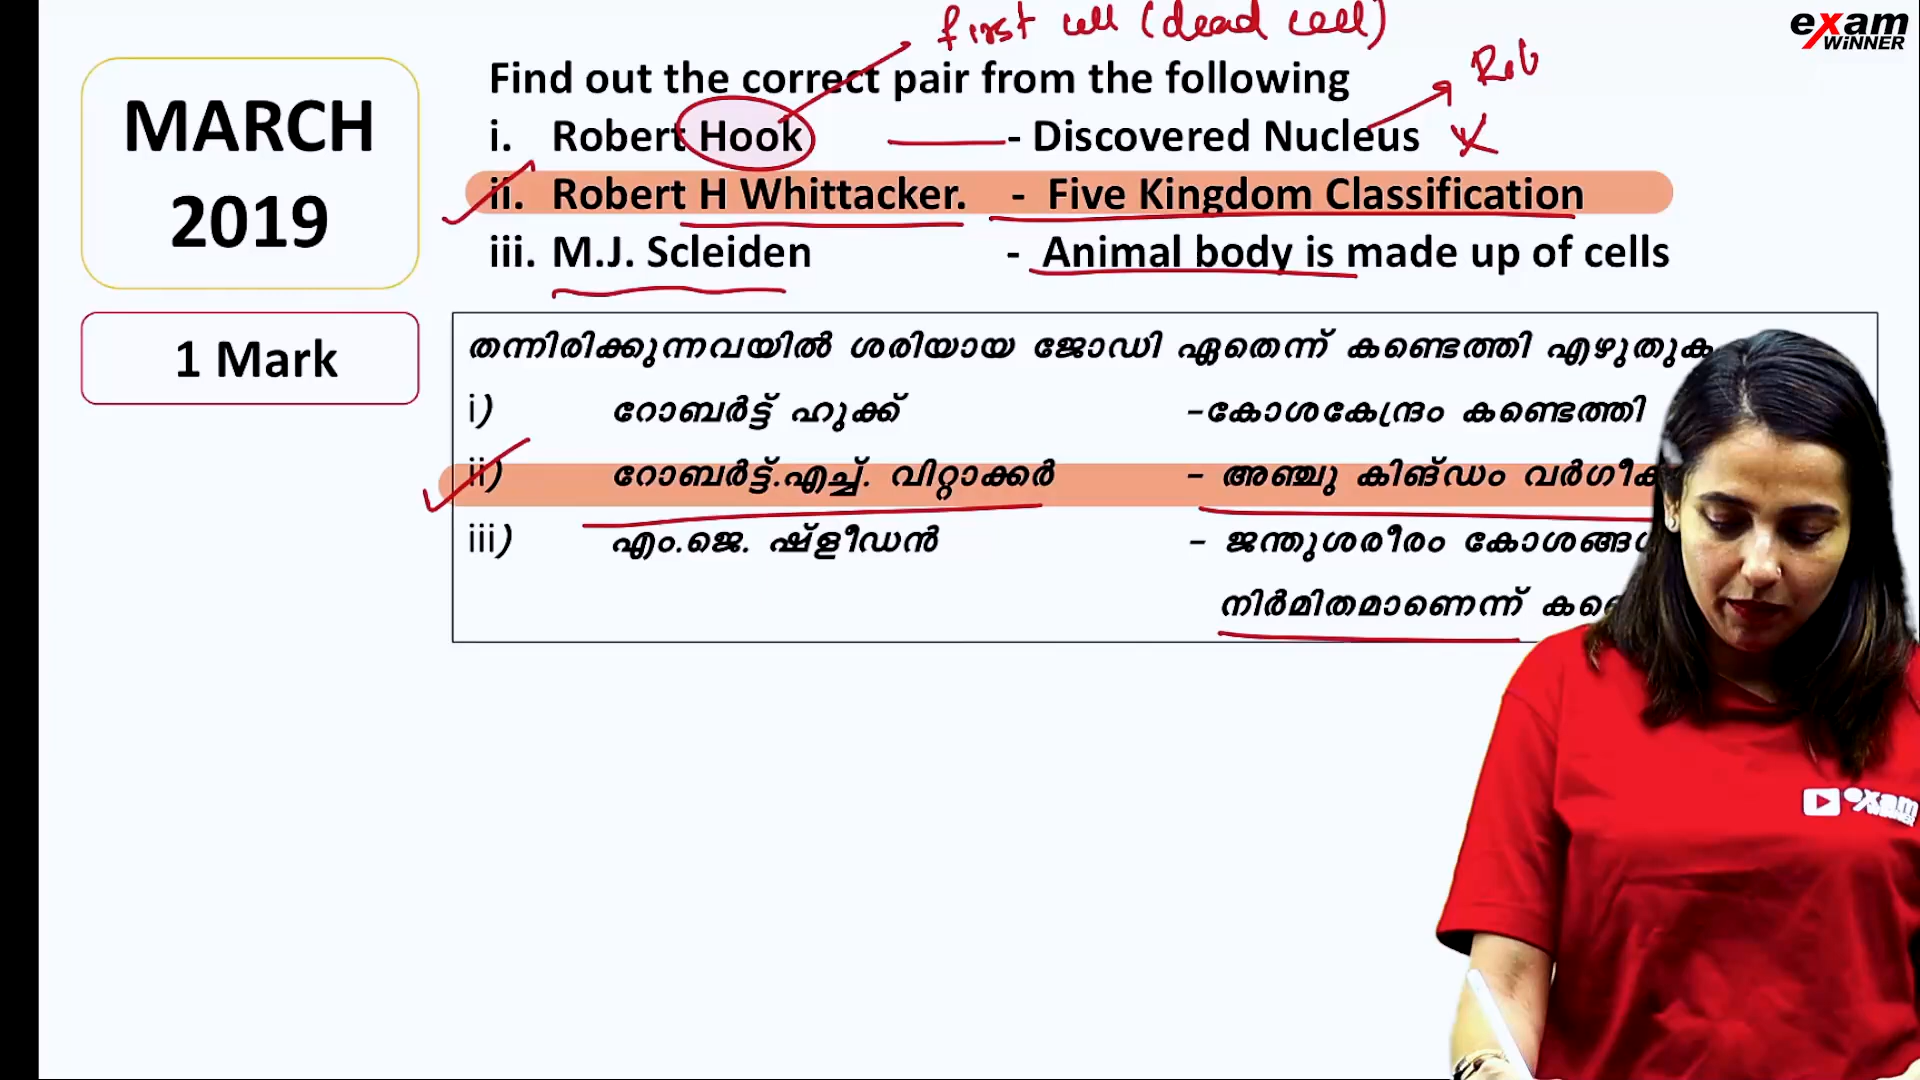 first cell (dead cell)
exam
WiNNER
Rob
Find out the correct pair from the following
MARCH
2019
i. Robert Hook - Discovered Nucleus
ii. Robert H Whittacker. - Five Kingdom Classification
iii. M.J. Scleiden - Animal body is made up of cells
1 Mark
തന്നിരിക്കുന്നവയിൽ ശരിയായ ജോഡി ഏതെന്ന് കണ്ടെത്തി എഴുതുക
i) റോബർട്ട് ഹുക്ക് -കോശകേന്ദ്രം കണ്ടെത്തി
ii) റോബർട്ട്.എച്ച്. വിറ്റാക്കർ - അഞ്ചു കിങ്ഡം
iii) എം.ജെ. ഷ്ളീഡൻ - ജന്തുശരീരം
നിർമിതമാണെന്ന്
exam